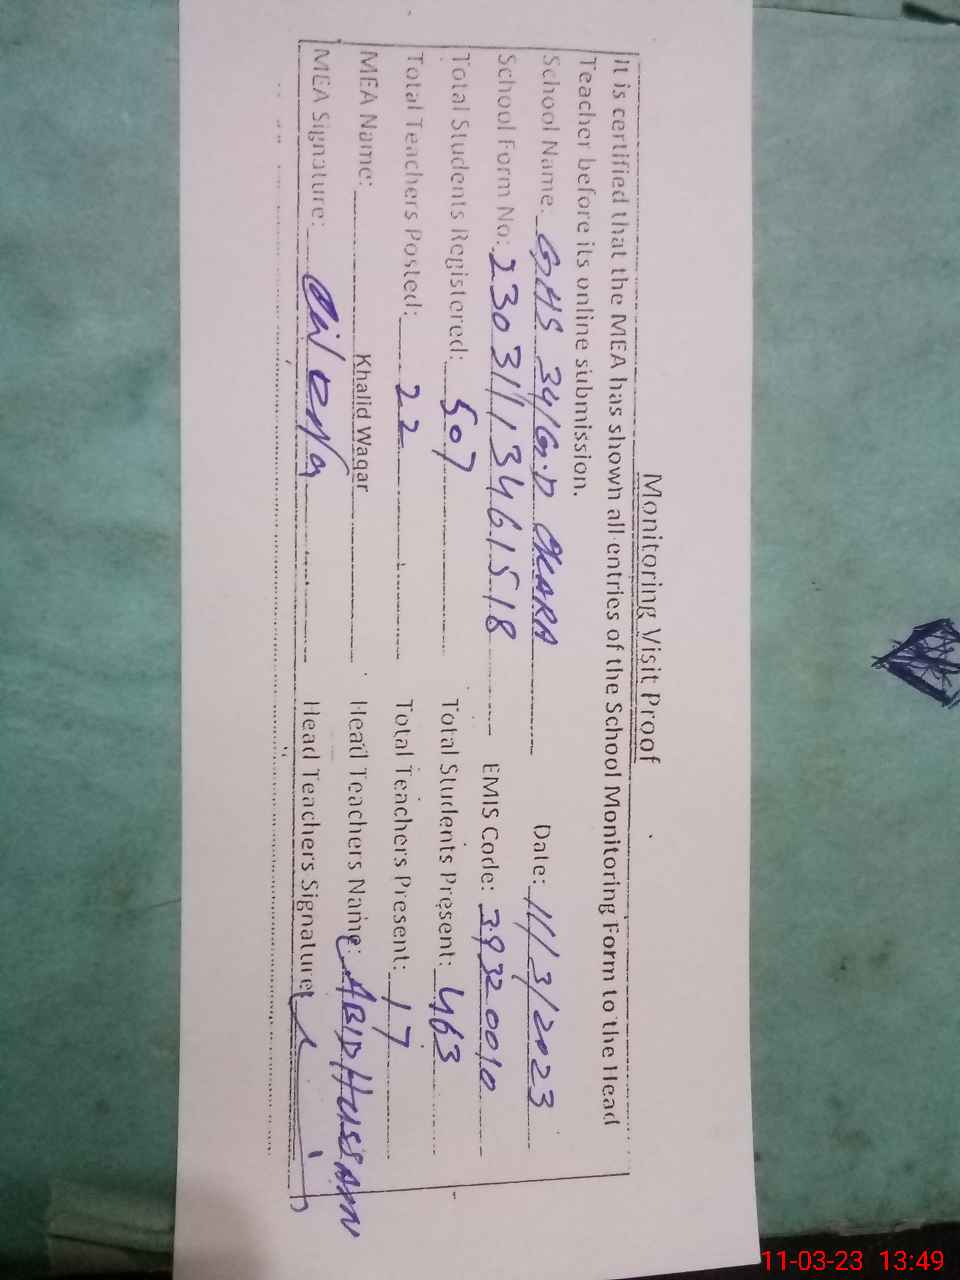 Monitoring Visit Proof
It is certified that the MEA has shown all entries of the School Monitoring Form to the Head
Teacher before its online submission.
School Name: GHS 34/G.D OKARA Date: 11/3/2023
School Form No: 230311113461518 EMIS Code: 39320010
Total Students Registered: 507 Total Students Present: 463
Total Teachers Posted: 22 Total Teachers Present: 17
MEA Name: Khalid Waqar Head Teachers Name: ABID HUSSAIN
MEA Signature: Head Teachers Signature:
11-03-23 13:49